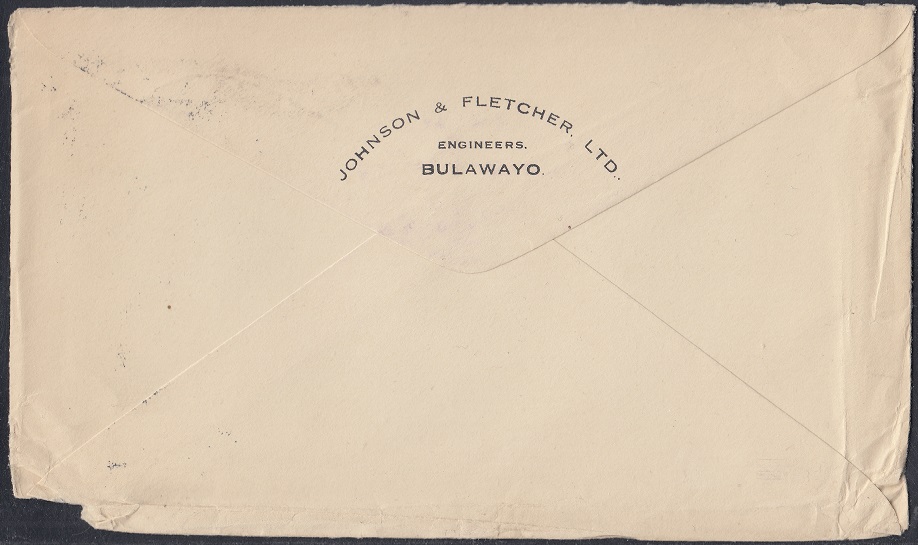 JOHNSON & FLETCHER, LTD.,
ENGINEERS.
BULAWAYO.